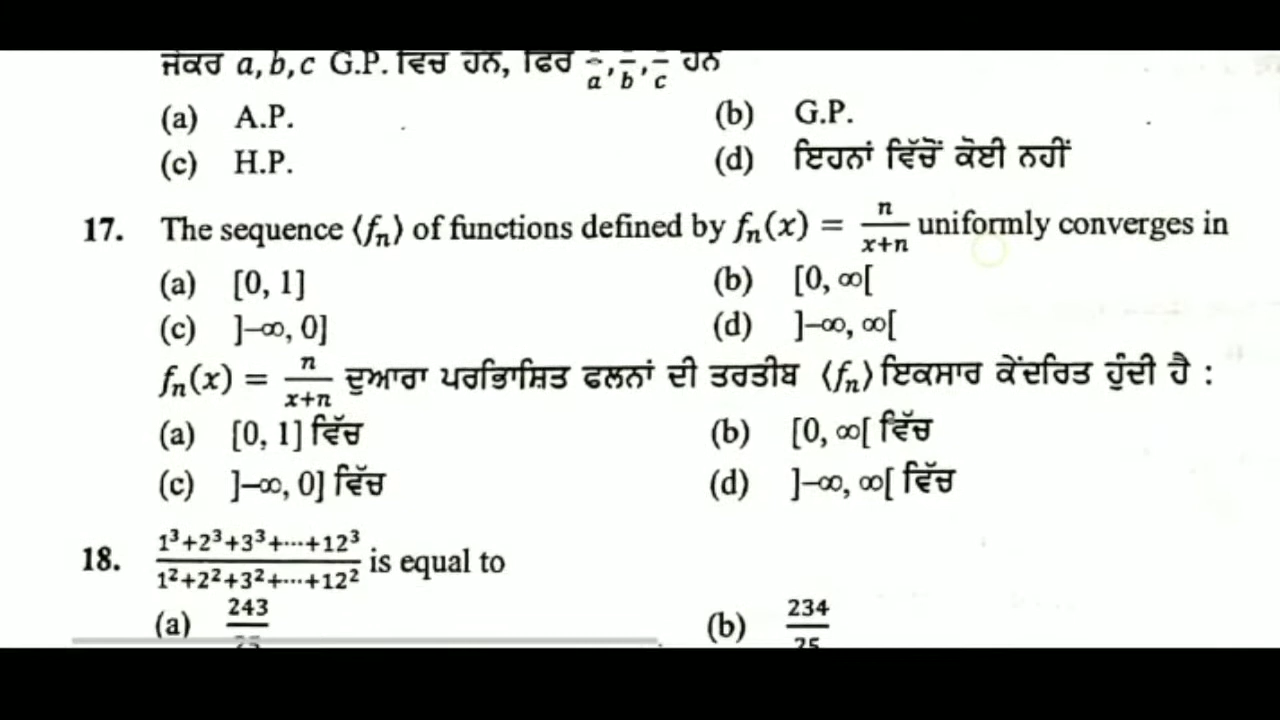 ਜੇਕਰ a, b, c G.P. ਵਿਚ ਹਨ, ਫਿਰ 1/a, 1/b, 1/c ਹਨ
(a) A.P. (b) G.P.
(c) H.P. (d) ਇਹਨਾਂ ਵਿੱਚੋਂ ਕੋਈ ਨਹੀਂ
17. The sequence ⟨fₙ⟩ of functions defined by fₙ(x) = n/(x+n) uniformly converges in
(a) [0, 1] (b) [0, ∞[
(c) ]–∞, 0] (d) ]–∞, ∞[
fₙ(x) = n/(x+n) ਦੁਆਰਾ ਪਰਭਾਸ਼ਿਤ ਫਲਨਾਂ ਦੀ ਤਰਤੀਬ ⟨fₙ⟩ ਇਕਸਾਰ ਕੇਂਦਰਿਤ ਹੁੰਦੀ ਹੈ :
(a) [0, 1] ਵਿੱਚ (b) [0, ∞[ ਵਿੱਚ
(c) ]–∞, 0] ਵਿੱਚ (d) ]–∞, ∞[ ਵਿੱਚ
18. (1³+2³+3³+⋯+12³)/(1²+2²+3²+⋯+12²) is equal to
(a) 243 (b) 234/25